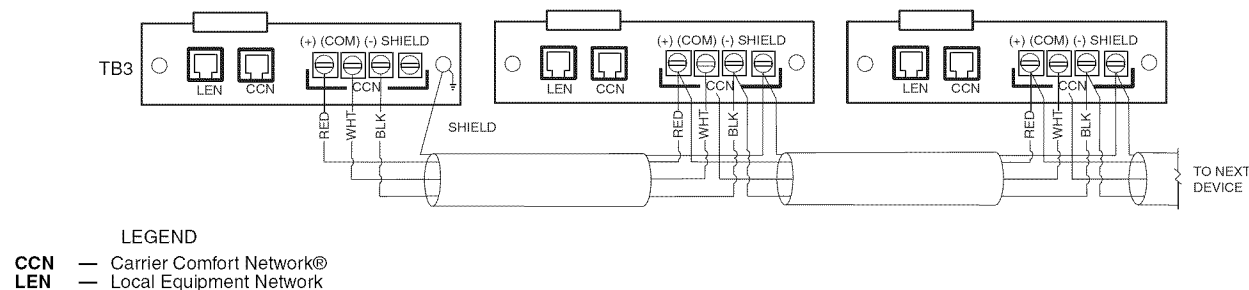 (+) (COM) (-) SHIELD
(+) (COM) (-) SHIELD
(+) (COM) (-) SHIELD
TB3
LEN
CCN
CCN
LEN
CCN
CCN
LEN
CCN
CCN
RED
WHT
BLK
SHIELD
RED
WHT
BLK
RED
WHT
BLK
TO NEXT
DEVICE
LEGEND
CCN — Carrier Comfort Network®
LEN — Local Equipment Network